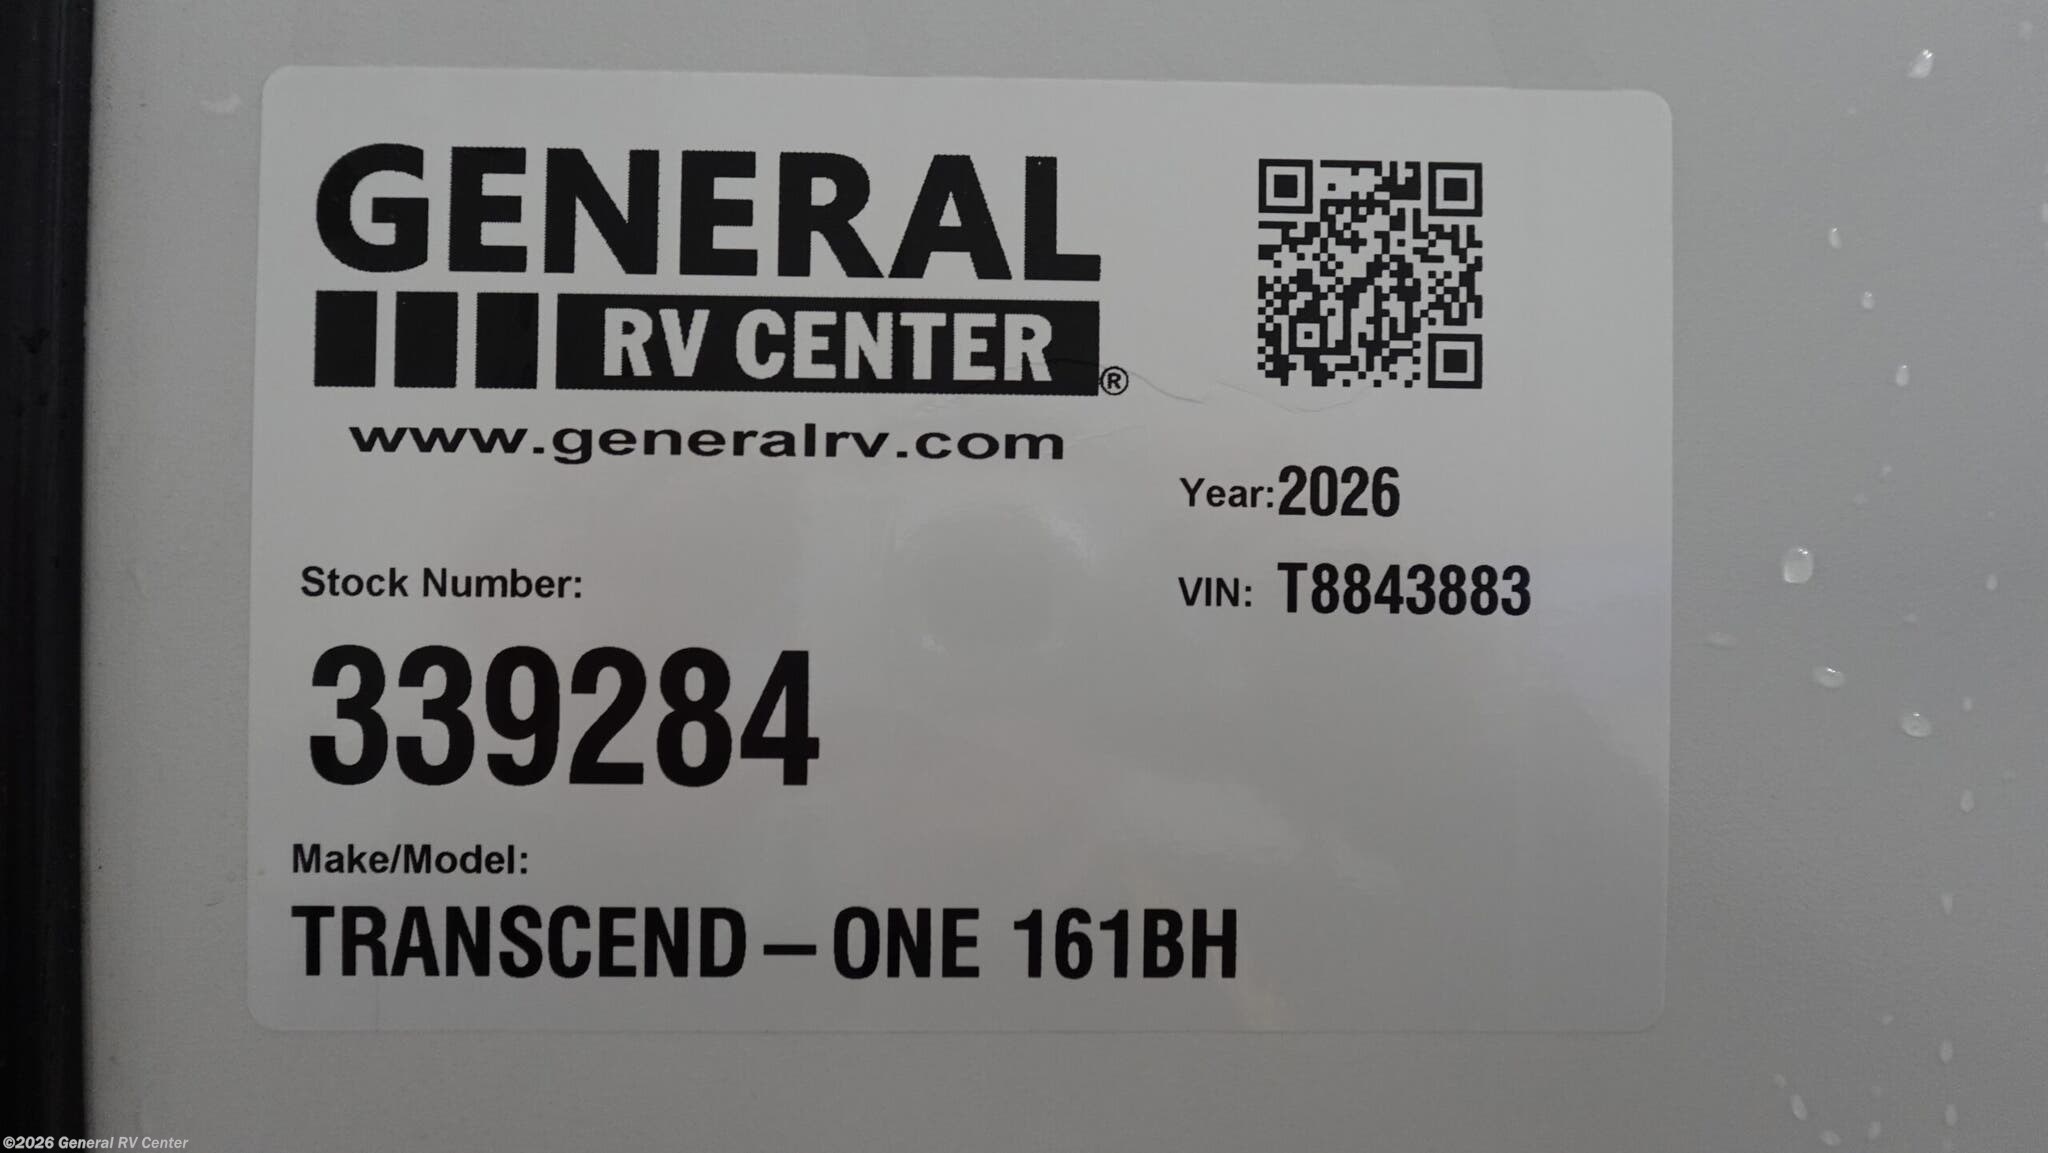 GENERAL
RV CENTER®
www.generalrv.com
Year: 2026
VIN: T8843883
Stock Number:
339284
Make/Model:
TRANSCEND – ONE 161BH
©2026 General RV Center